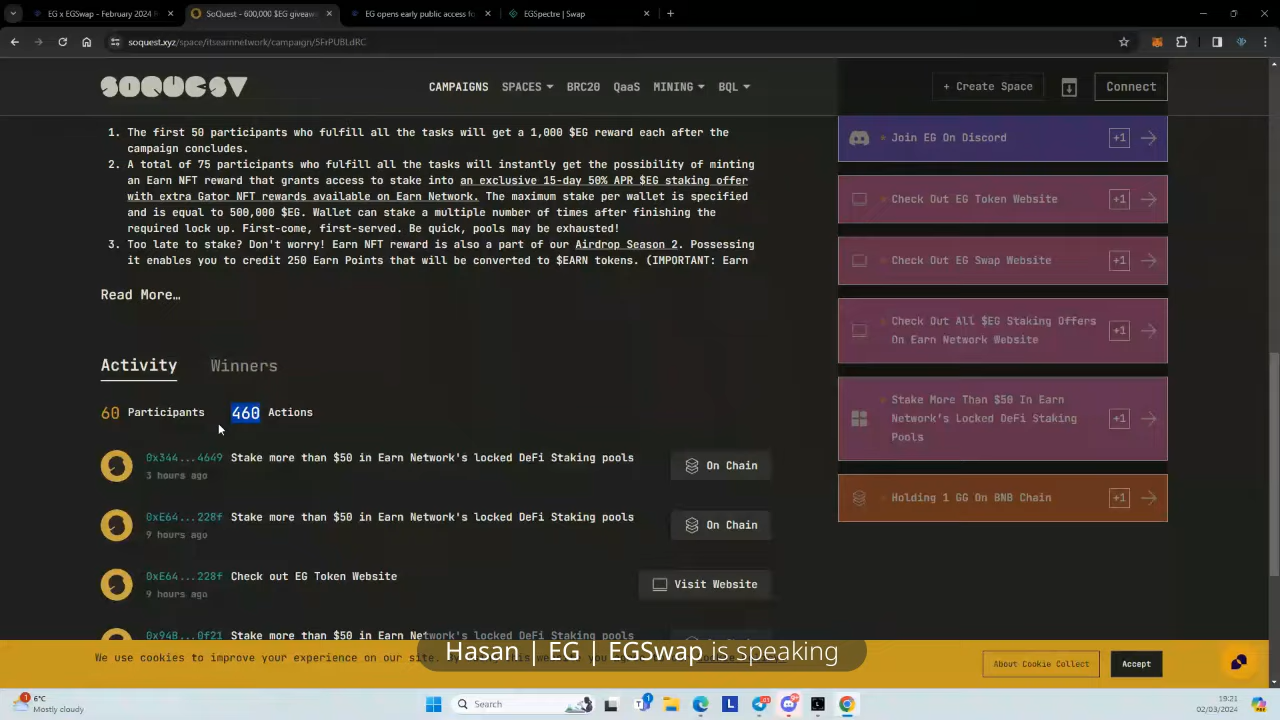 EG x EGSwap - February 2024
SoQuest - 600,000 $EG giveaw
EG opens early public access fo
EGSpectre | Swap
soquest.xyz/space/itsearnnetwork/campaign/5FrPUBLdRC
SOQUEST
CAMPAIGNS SPACES BRC20 QaaS MINING BQL
+ Create Space
Connect
1. The first 50 participants who fulfill all the tasks will get a 1,000 $EG reward each after the
campaign concludes.
2. A total of 75 participants who fulfill all the tasks will instantly get the possibility of minting
an Earn NFT reward that grants access to stake into an exclusive 15-day 50% APR $EG staking offer
with extra Gator NFT rewards available on Earn Network. The maximum stake per wallet is specified
and is equal to 500,000 $EG. Wallet can stake a multiple number of times after finishing the
required lock up. First-come, first-served. Be quick, pools may be exhausted!
3. Too late to stake? Don't worry! Earn NFT reward is also a part of our Airdrop Season 2. Possessing
it enables you to credit 250 Earn Points that will be converted to $EARN tokens. (IMPORTANT: Earn
Read More…
Activity Winners
60 Participants 460 Actions
0x344...4649 Stake more than $50 in Earn Network's locked DeFi Staking pools
3 hours ago
On Chain
0xE64...228f Stake more than $50 in Earn Network's locked DeFi Staking pools
9 hours ago
On Chain
0xE64...228f Check out EG Token Website
9 hours ago
Visit Website
0x94B...0f21 Stake more than $50 in Earn Network's locked DeFi Staking pools
Join EG On Discord +1
Check Out EG Token Website +1
Check Out EG Swap Website +1
Check Out All $EG Staking Offers
On Earn Network Website +1
Stake More Than $50 In Earn
Network's Locked DeFi Staking
Pools +1
Holding 1 GG On BNB Chain +1
We use cookies to improve your experience on our site.
About Cookie Collect
Accept
Hasan | EG | EGSwap is speaking
6°C
Mostly cloudy
Search
19:21
02/03/2024